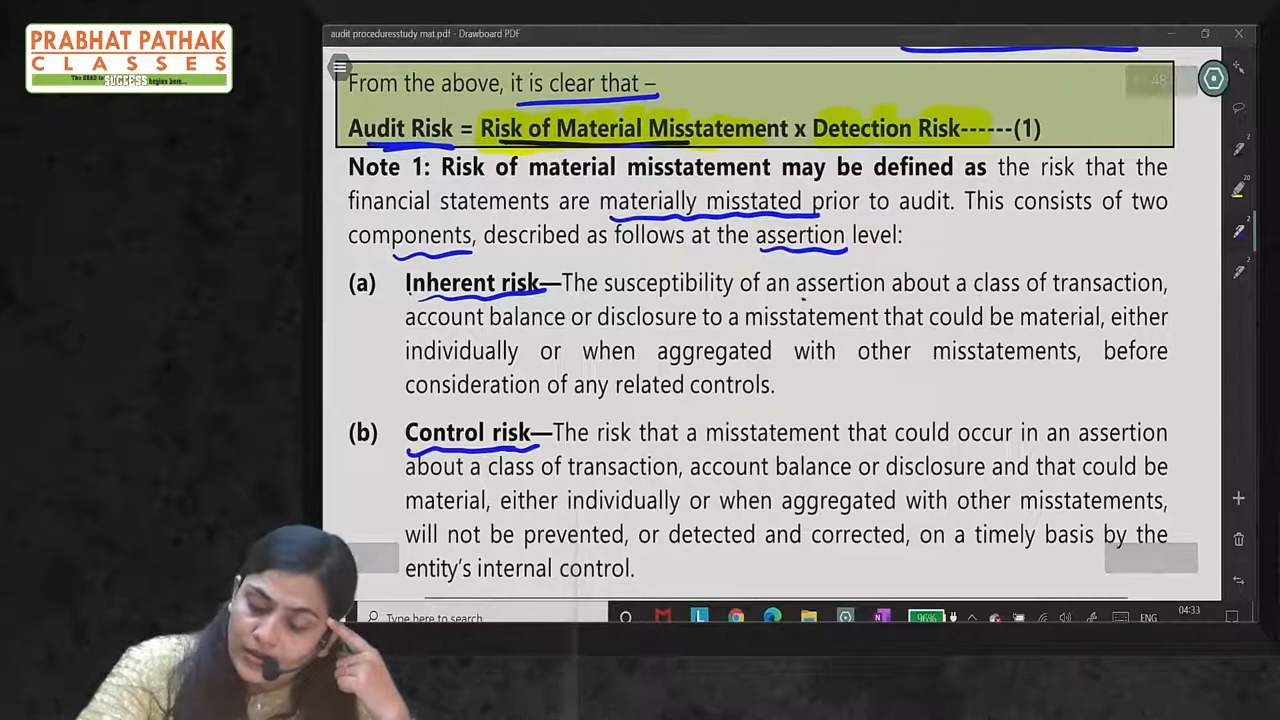 PRABHAT PATHAK
CLASSES
The ROAD to SUCCESS begins here...
audit proceduresstudy mat.pdf - Drawboard PDF
From the above, it is clear that –
Audit Risk = Risk of Material Misstatement x Detection Risk------(1)
Note 1: Risk of material misstatement may be defined as the risk that the
financial statements are materially misstated prior to audit. This consists of two
components, described as follows at the assertion level:
(a) Inherent risk—The susceptibility of an assertion about a class of transaction,
account balance or disclosure to a misstatement that could be material, either
individually or when aggregated with other misstatements, before
consideration of any related controls.
(b) Control risk—The risk that a misstatement that could occur in an assertion
about a class of transaction, account balance or disclosure and that could be
material, either individually or when aggregated with other misstatements,
will not be prevented, or detected and corrected, on a timely basis by the
entity's internal control.
Type here to search
96%
ENG
04:33